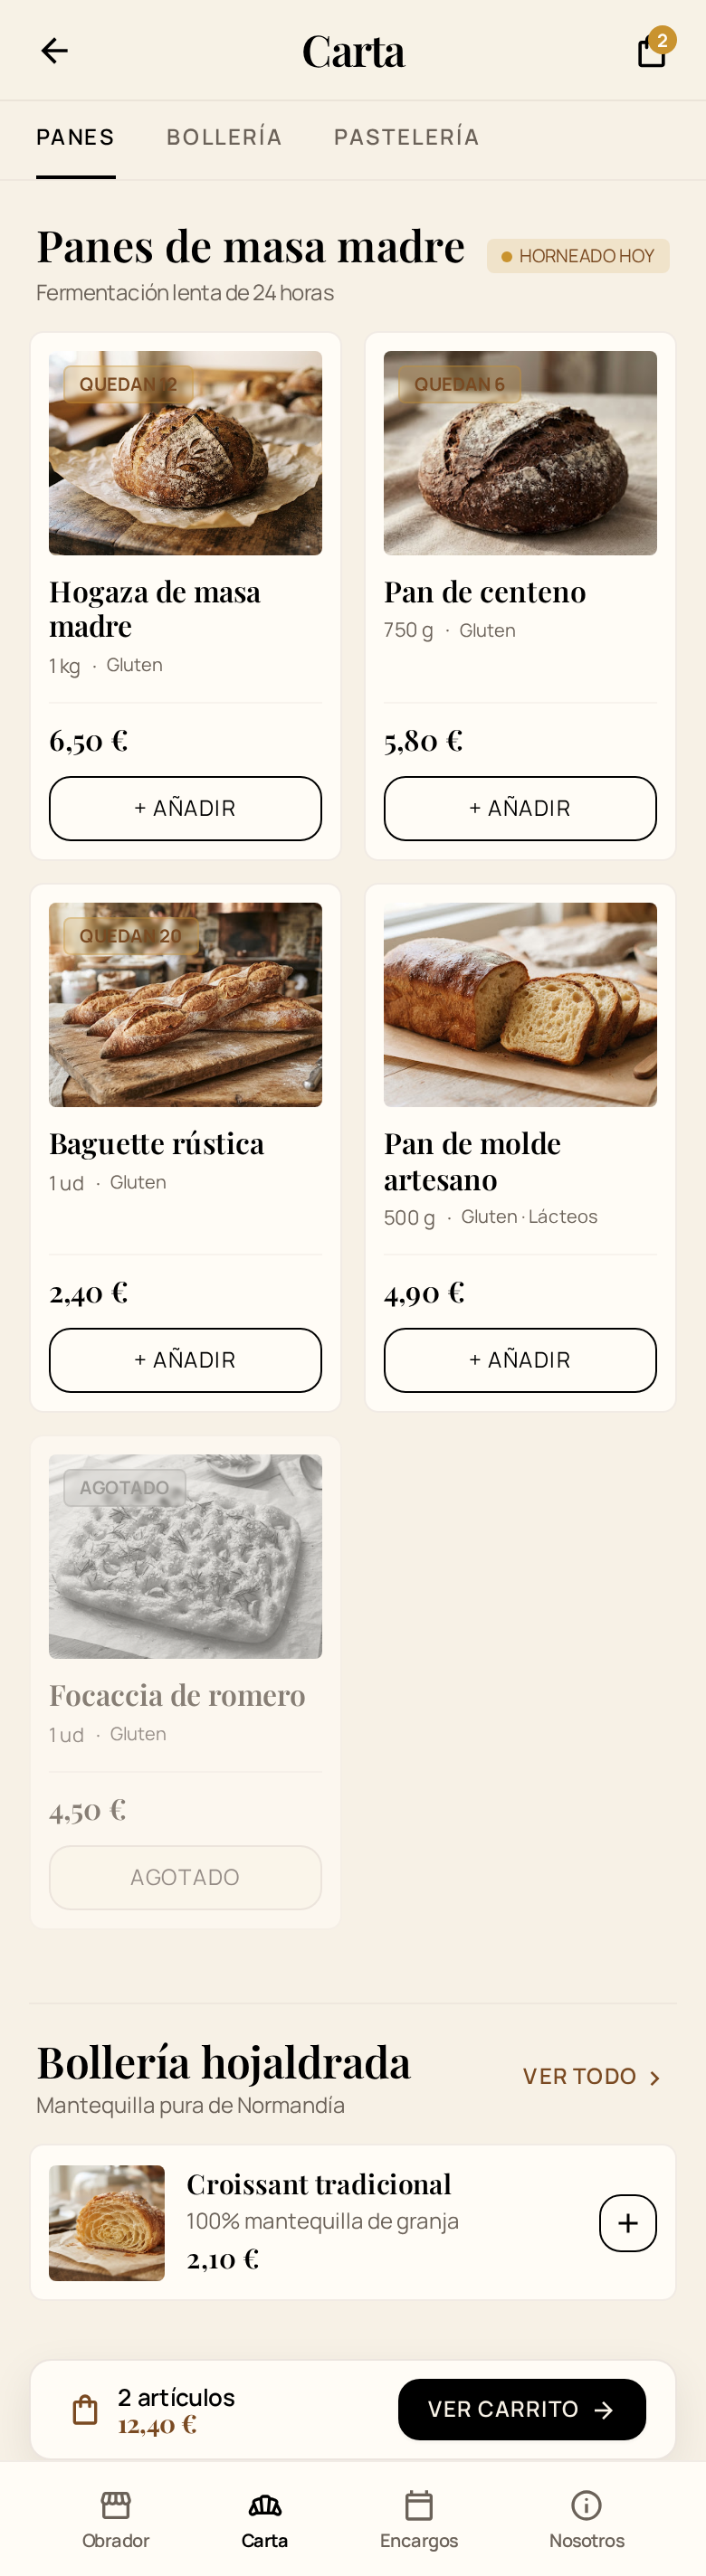 Carta
2
PANES
BOLLERÍA
PASTELERÍA
Panes de masa madre
HORNEADO HOY
Fermentación lenta de 24 horas
QUEDAN 12
Hogaza de masa
madre
1 kg · Gluten
6,50 €
+ AÑADIR
QUEDAN 6
Pan de centeno
750 g · Gluten
5,80 €
+ AÑADIR
QUEDAN 20
Baguette rústica
1 ud · Gluten
2,40 €
+ AÑADIR
Pan de molde
artesano
500 g · Gluten · Lácteos
4,90 €
+ AÑADIR
AGOTADO
Focaccia de romero
1 ud · Gluten
4,50 €
AGOTADO
Bollería hojaldrada
VER TODO
Mantequilla pura de Normandía
Croissant tradicional
100% mantequilla de granja
2,10 €
2 artículos
12,40 €
VER CARRITO
Obrador
Carta
Encargos
Nosotros